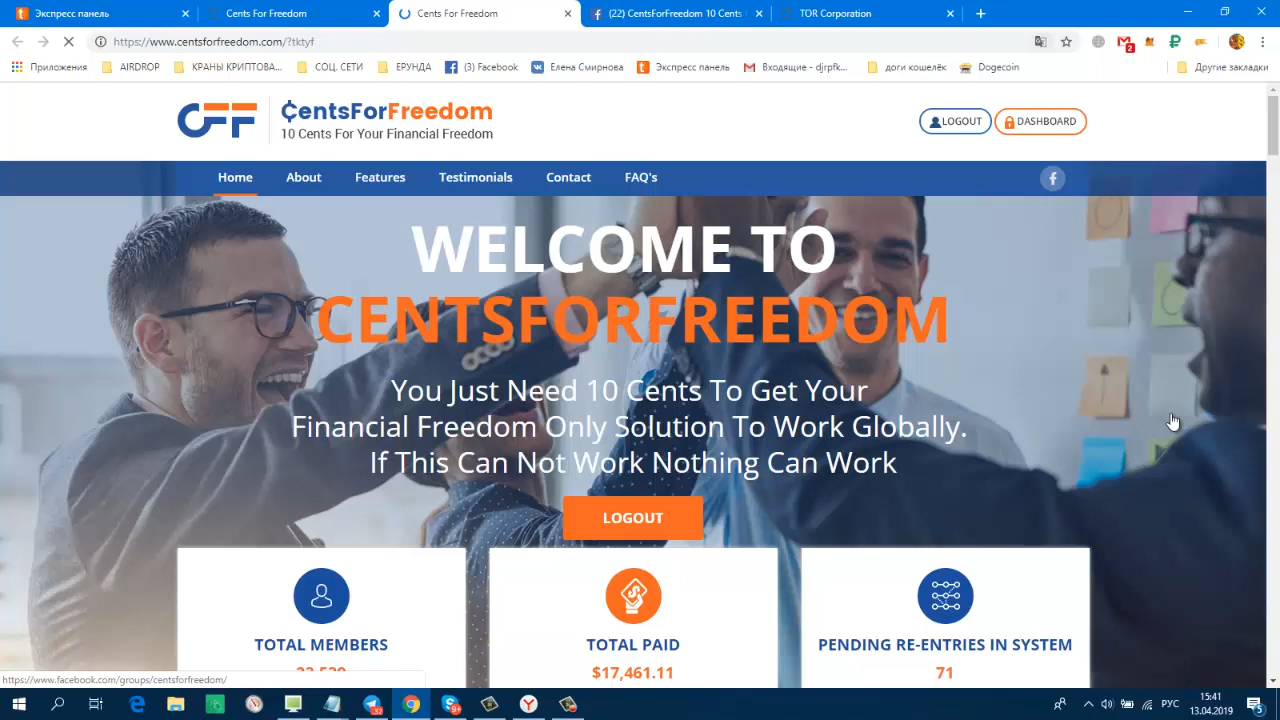 Экспресс панель
Cents For Freedom
Cents For Freedom
(22) CentsForFreedom 10 Cents
TOR Corporation
https://www.centsforfreedom.com/?tktyf
2
Приложения
AIRDROP
КРАНЫ КРИПТОВА...
СОЦ. СЕТИ
ЕРУНДА
(3) Facebook
Елена Смирнова
Экспресс панель
Входящие - djrpfk...
доги кошелёк
Dogecoin
Другие закладки
CFF
CentsForFreedom
10 Cents For Your Financial Freedom
LOGOUT
DASHBOARD
Home
About
Features
Testimonials
Contact
FAQ's
WELCOME TO
CENTSFORFREEDOM
You Just Need 10 Cents To Get Your
Financial Freedom Only Solution To Work Globally.
If This Can Not Work Nothing Can Work
LOGOUT
TOTAL MEMBERS
TOTAL PAID
$17,461.11
PENDING RE-ENTRIES IN SYSTEM
71
https://www.facebook.com/groups/centsforfreedom/
РУС
15:41
13.04.2019